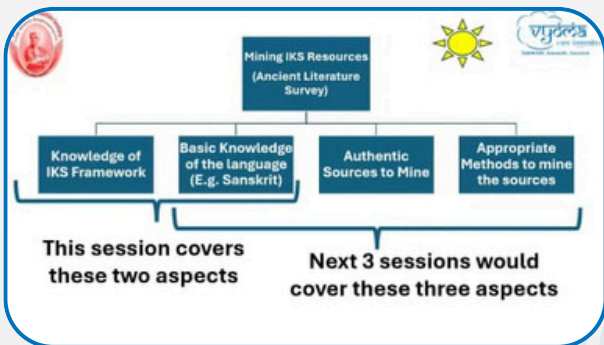 vyoma
Mining IKS Resources
(Ancient Literature
Survey)
Knowledge of
IKS Framework
Basic Knowledge
of the language
(E.g. Sanskrit)
Authentic
Sources to Mine
Appropriate
Methods to mine
the sources
This session covers
these two aspects
Next 3 sessions would
cover these three aspects